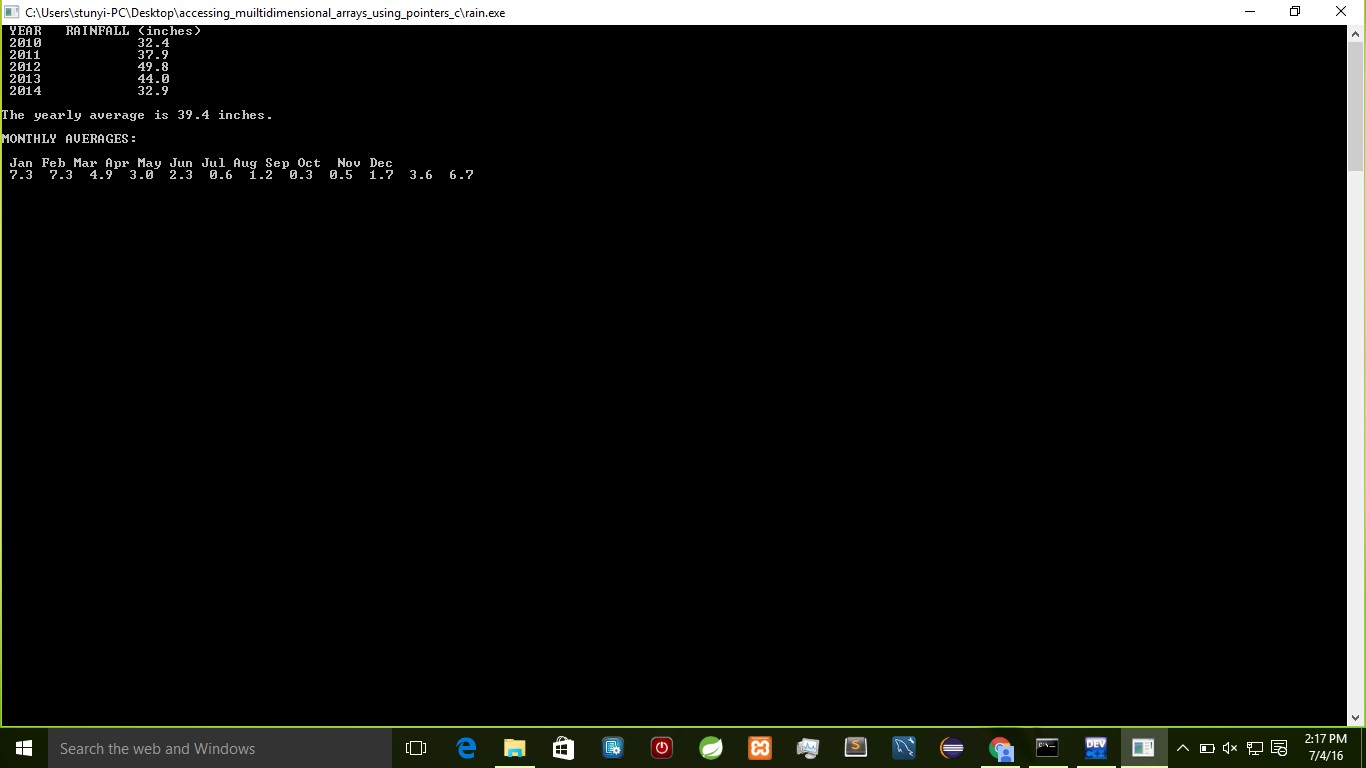 C:\Users\stunyi-PC\Desktop\accessing_muiltidimensional_arrays_using_pointers_c\rain.exe
YEAR RAINFALL (inches)
2010 32.4
2011 37.9
2012 49.8
2013 44.0
2014 32.9
The yearly average is 39.4 inches.
MONTHLY AVERAGES:
Jan Feb Mar Apr May Jun Jul Aug Sep Oct Nov Dec
7.3 7.3 4.9 3.0 2.3 0.6 1.2 0.3 0.5 1.7 3.6 6.7
Search the web and Windows
S
DEV
2:17 PM
7/4/16